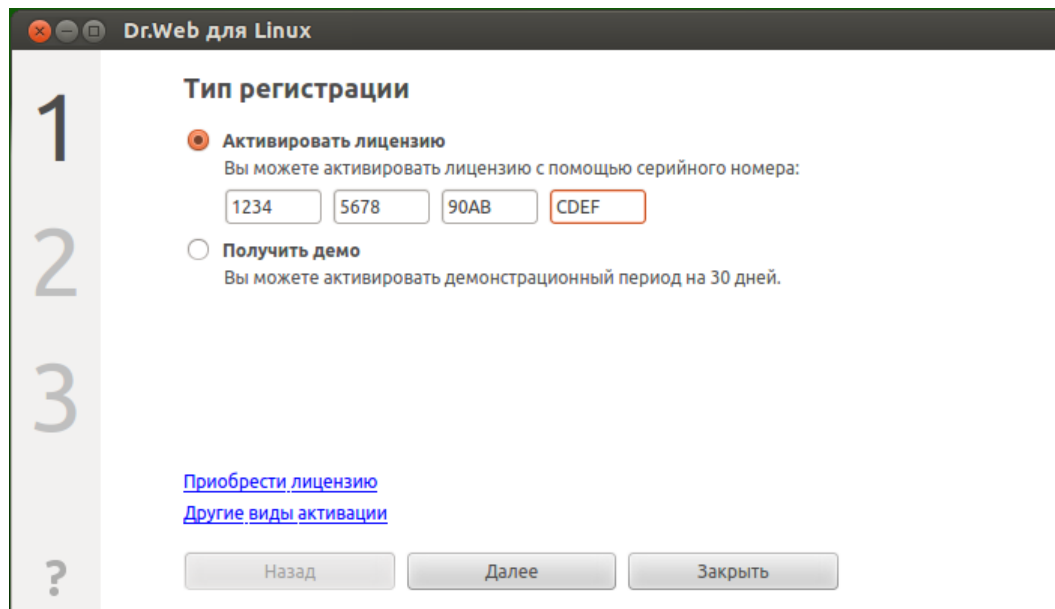 Dr.Web для Linux
1
Тип регистрации
Активировать лицензию
Вы можете активировать лицензию с помощью серийного номера:
1234 5678 90AB CDEF
2
Получить демо
Вы можете активировать демонстрационный период на 30 дней.
3
Приобрести лицензию
Другие виды активации
?
Назад Далее Закрыть